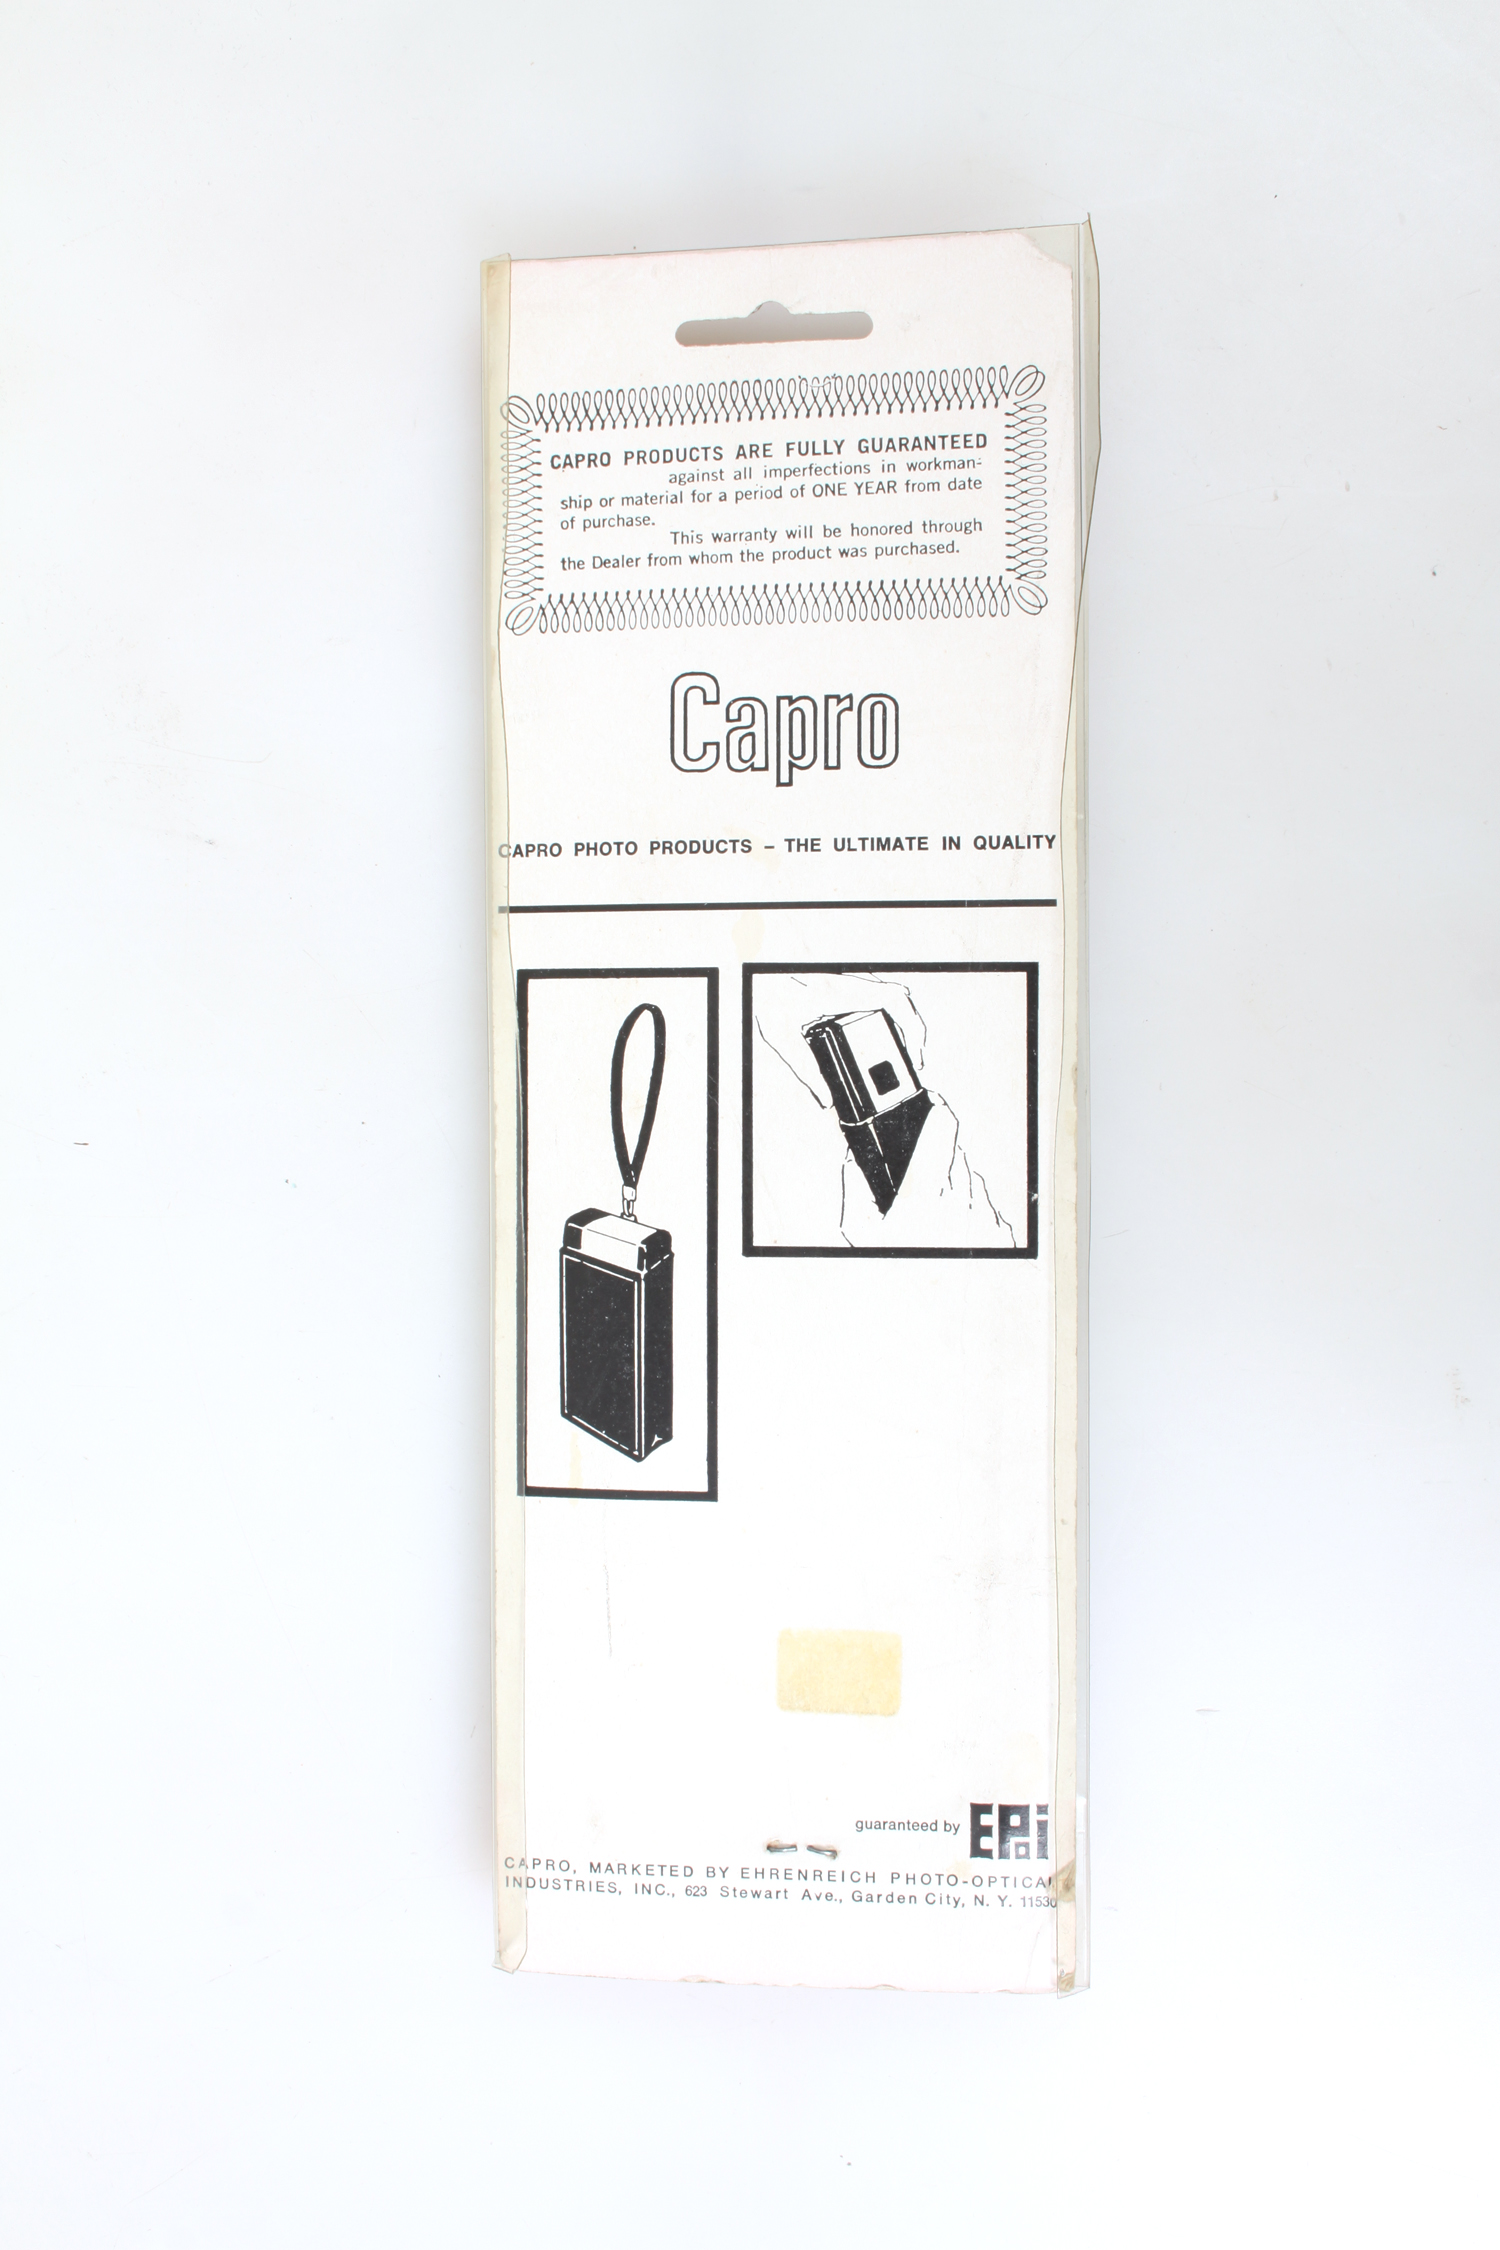 CAPRO PRODUCTS ARE FULLY GUARANTEED
against all imperfections in workman-
ship or material for a period of ONE YEAR from date
of purchase.
This warranty will be honored through
the Dealer from whom the product was purchased.
Capro
CAPRO PHOTO PRODUCTS – THE ULTIMATE IN QUALITY
guaranteed by EPOI
CAPRO, MARKETED BY EHRENREICH PHOTO-OPTICAL
INDUSTRIES, INC., 623 Stewart Ave., Garden City, N. Y. 11530